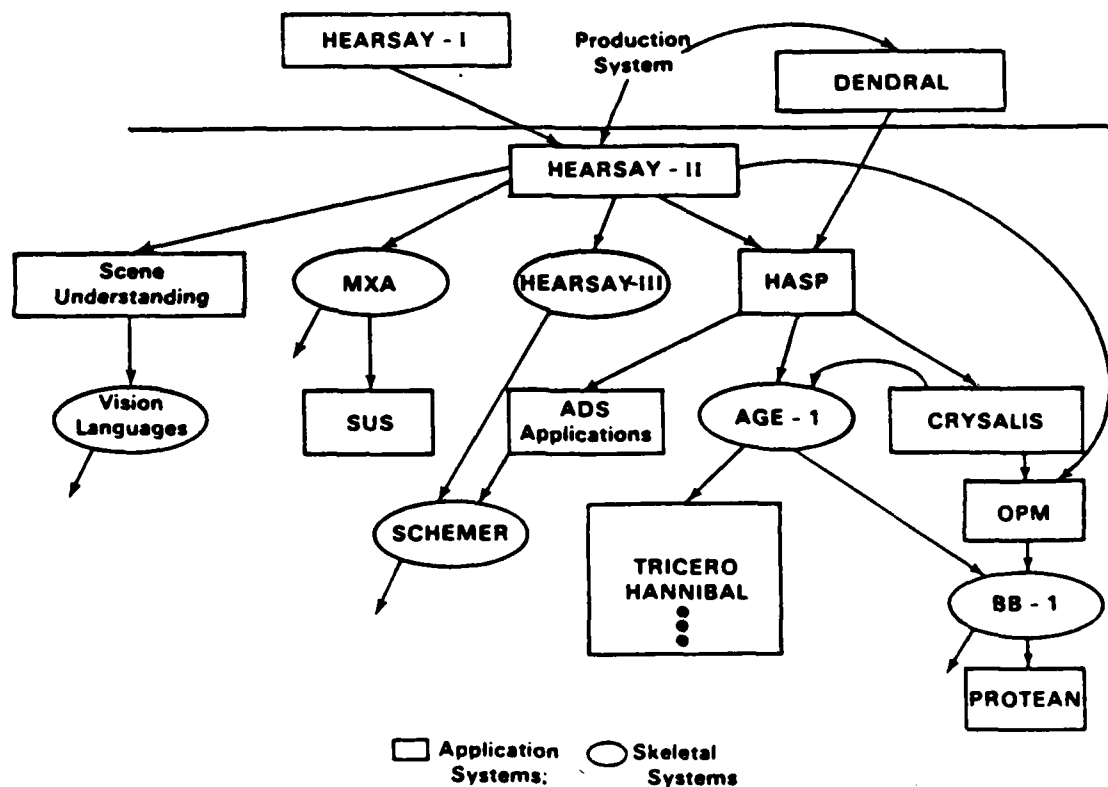 HEARSAY - I
Production
System
DENDRAL
HEARSAY - II
Scene
Understanding
MXA
HEARSAY-III
HASP
Vision
Languages
SUS
ADS
Applications
AGE - 1
CRYSALIS
SCHEMER
TRICERO
HANNIBAL
OPM
BB - 1
PROTEAN
Application
Systems;
Skeletal
Systems